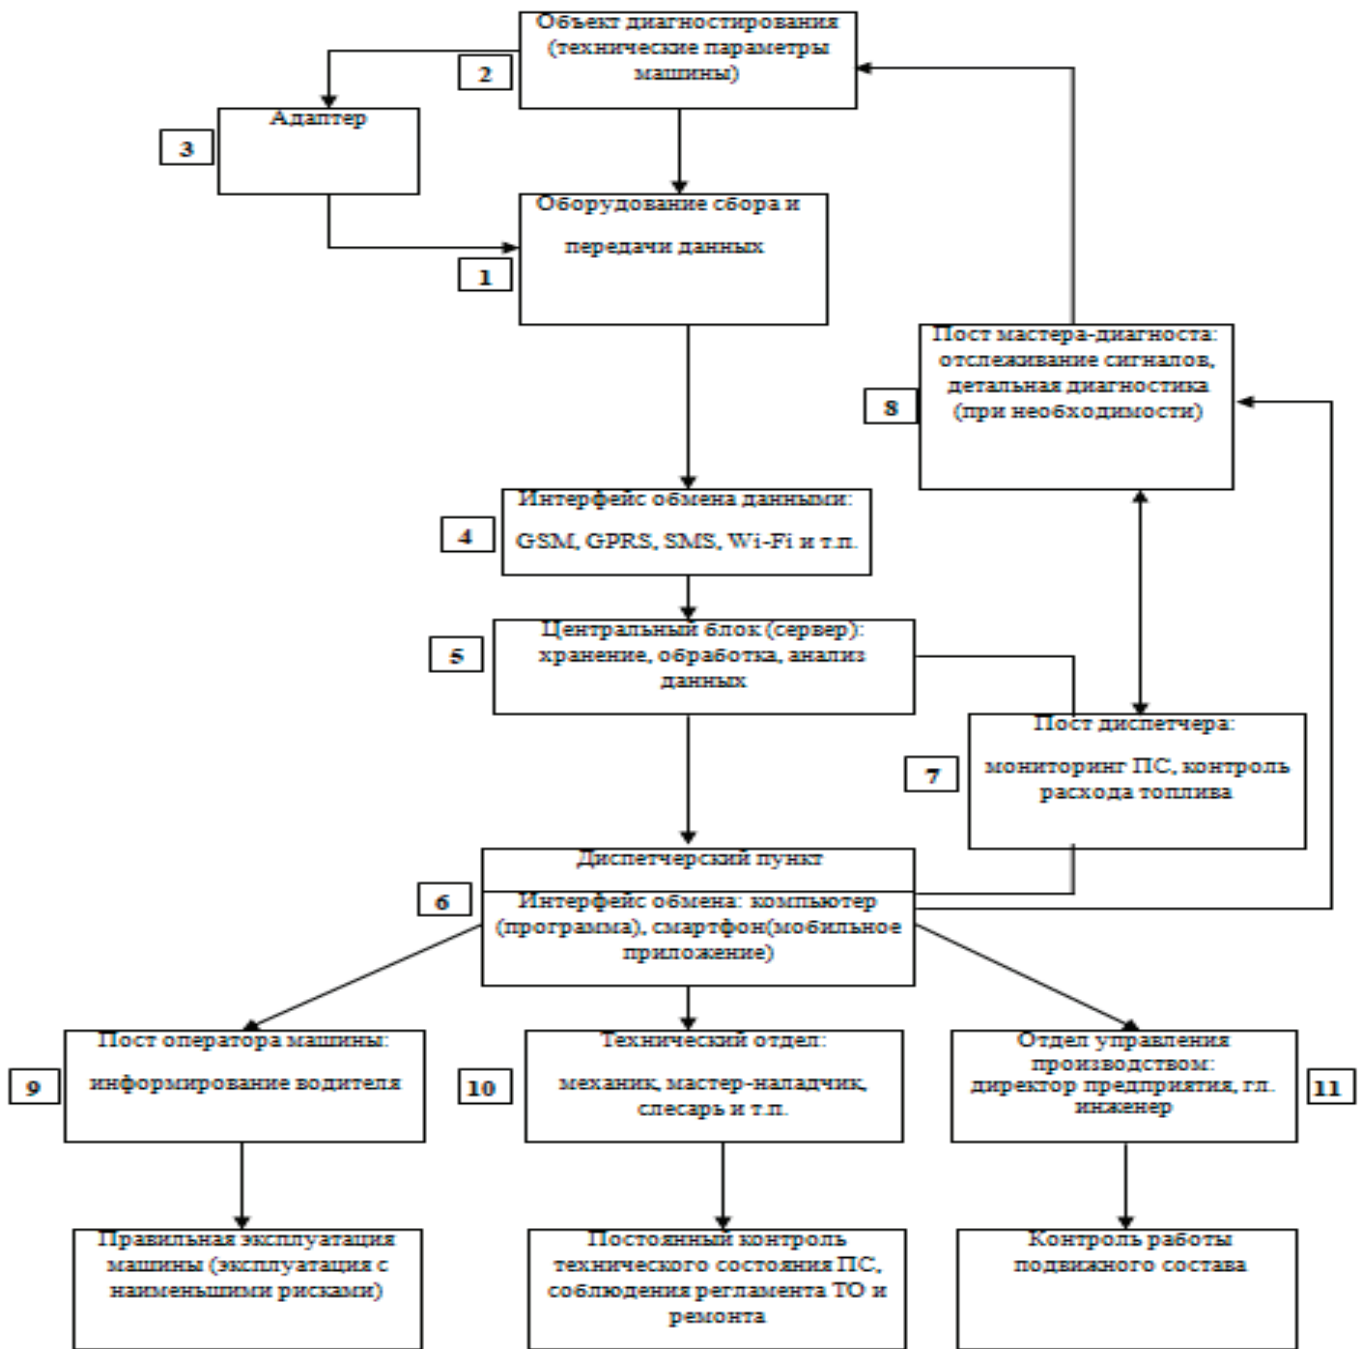 Объект диагностирования
(технические параметры
машины)
2
Адаптер
3
Оборудование сбора и
передачи данных
1
Пост мастера-диагноста:
отслеживание сигналов,
детальная диагностика
(при необходимости)
8
Интерфейс обмена данными:
GSM, GPRS, SMS, Wi-Fi и т.п.
4
Центральный блок (сервер):
хранение, обработка, анализ
данных
5
Пост диспетчера:
мониторинг ПС, контроль
расхода топлива
7
Диспетчерский пункт
Интерфейс обмена: компьютер
(программа), смартфон(мобильное
приложение)
6
Пост оператора машины:
информирование водителя
9
Технический отдел:
механик, мастер-наладчик,
слесарь и т.п.
10
Отдел управления
производством:
директор предприятия, гл.
инженер
11
Правильная эксплуатация
машины (эксплуатация с
наименьшими рисками)
Постоянный контроль
технического состояния ПС,
соблюдения регламента ТО и
ремонта
Контроль работы
подвижного состава